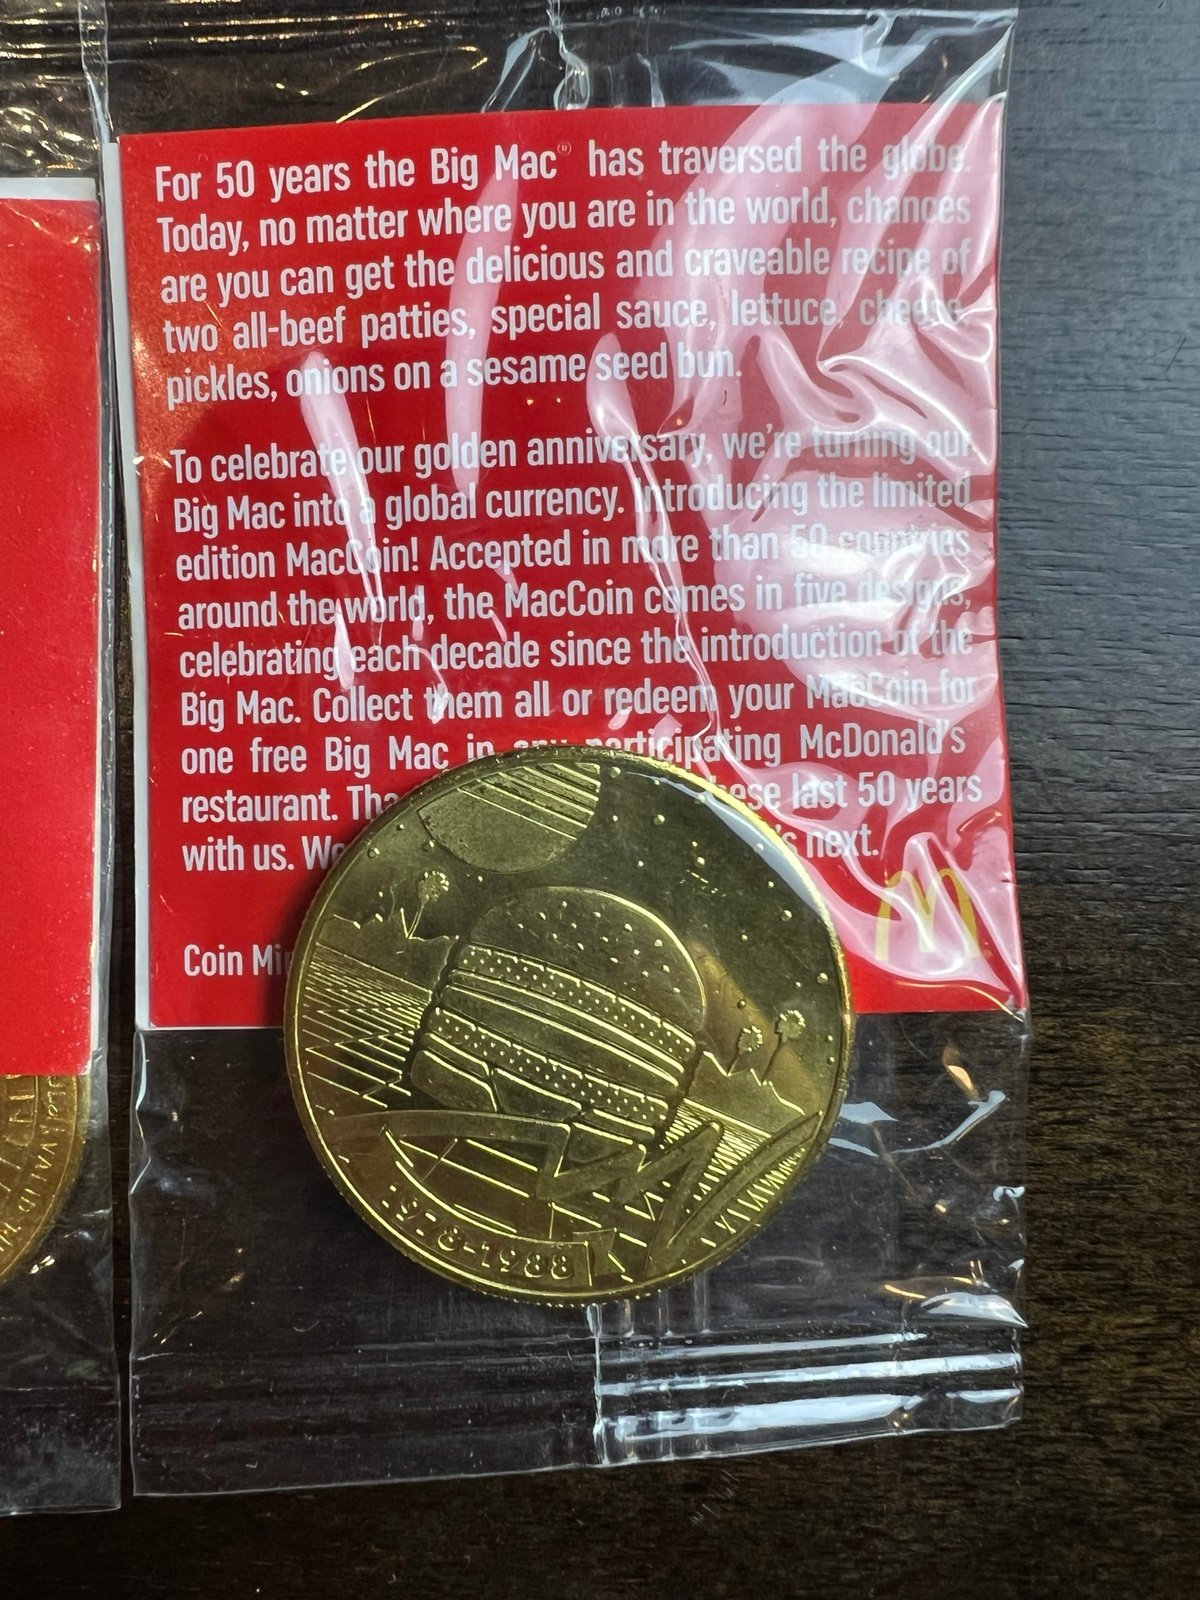 For 50 years the Big Mac® has traversed the globe.
Today, no matter where you are in the world, chances
are you can get the delicious and craveable recipe of
two all-beef patties, special sauce, lettuce, cheese,
pickles, onions on a sesame seed bun.
To celebrate our golden anniversary, we're turning our
Big Mac into a global currency. Introducing the limited
edition MacCoin! Accepted in more than 50 countries
around the world, the MacCoin comes in five designs,
celebrating each decade since the introduction of the
Big Mac. Collect them all or redeem your MacCoin for
one free Big Mac in any participating McDonald's
restaurant. these last 50 years
with us. next.
Coin
1978-1988